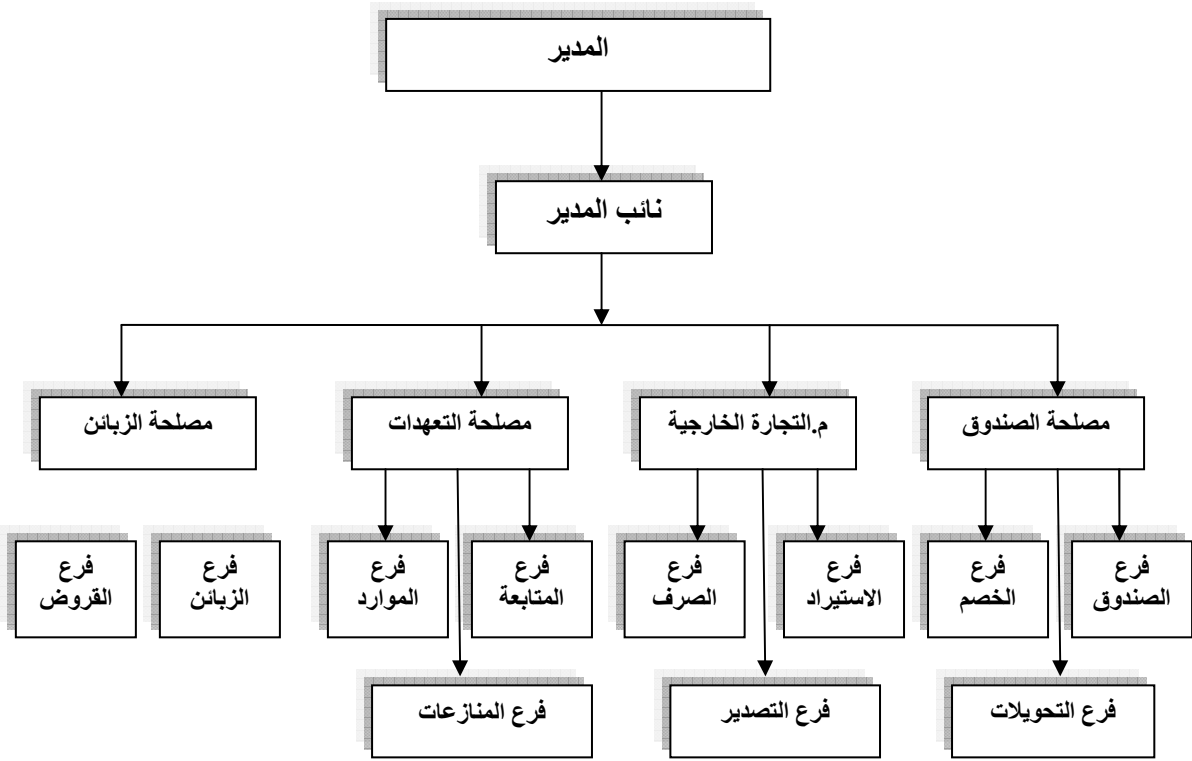 المدير
نائب المدير
مصلحة الصندوق
م.التجارة الخارجية
مصلحة التعهدات
مصلحة الزبائن
فرع
الصندوق
فرع
الخصم
فرع
الاستيراد
فرع
الصرف
فرع
المتابعة
فرع
الموارد
فرع
الزبائن
فرع
القروض
فرع التحويلات
فرع التصدير
فرع المنازعات